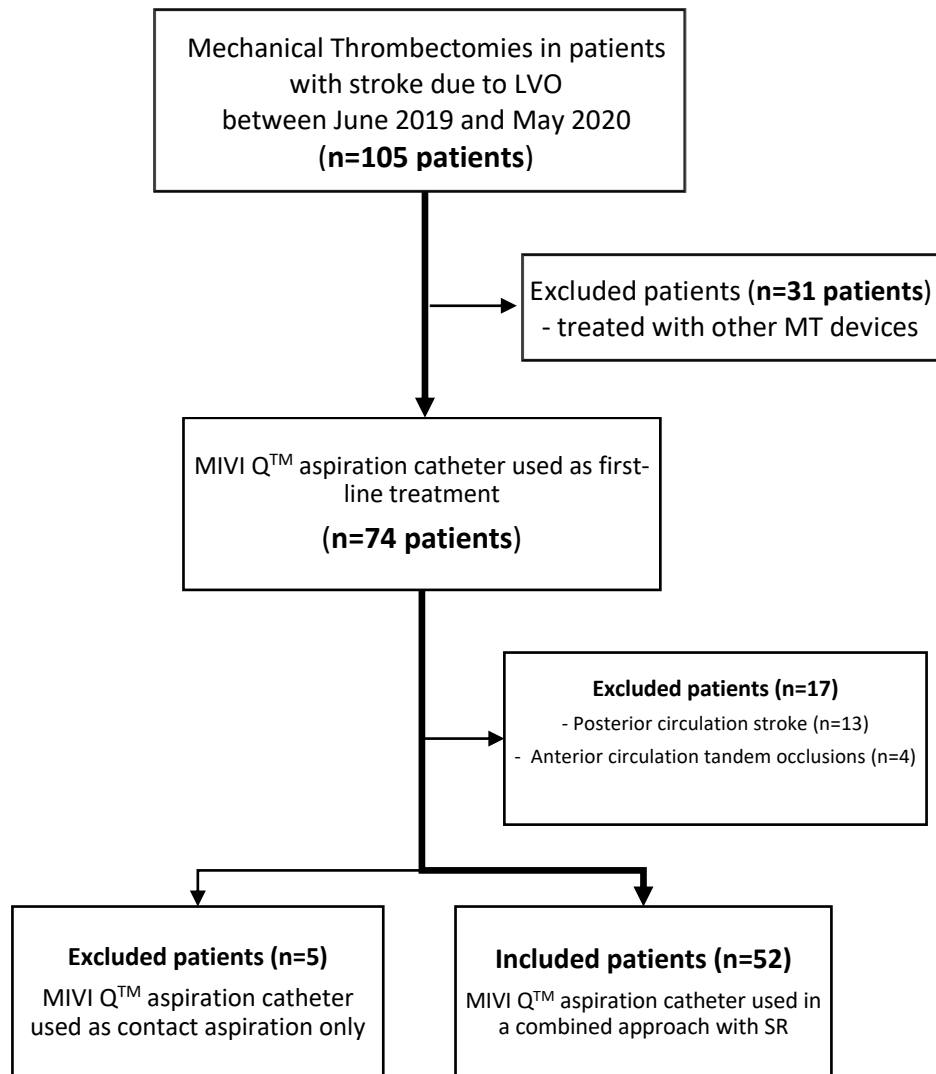 Mechanical Thrombectomies in patients
with stroke due to LVO
between June 2019 and May 2020
(n=105 patients)
Excluded patients (n=31 patients)
- treated with other MT devices
MIVI Q™ aspiration catheter used as first-
line treatment
(n=74 patients)
Excluded patients (n=17)
- Posterior circulation stroke (n=13)
- Anterior circulation tandem occlusions (n=4)
Excluded patients (n=5)
MIVI Q™ aspiration catheter
used as contact aspiration only
Included patients (n=52)
MIVI Q™ aspiration catheter used in
a combined approach with SR